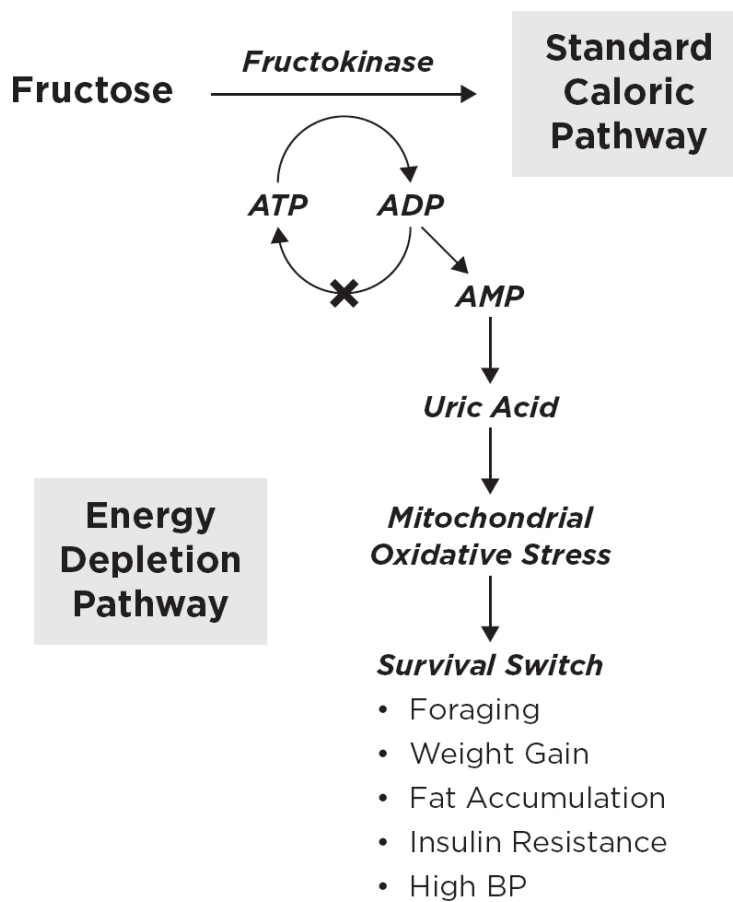 Fructose
Fructokinase
Standard
Caloric
Pathway
ATP
ADP
AMP
Uric Acid
Energy
Depletion
Pathway
Mitochondrial
Oxidative Stress
Survival Switch
• Foraging
• Weight Gain
• Fat Accumulation
• Insulin Resistance
• High BP